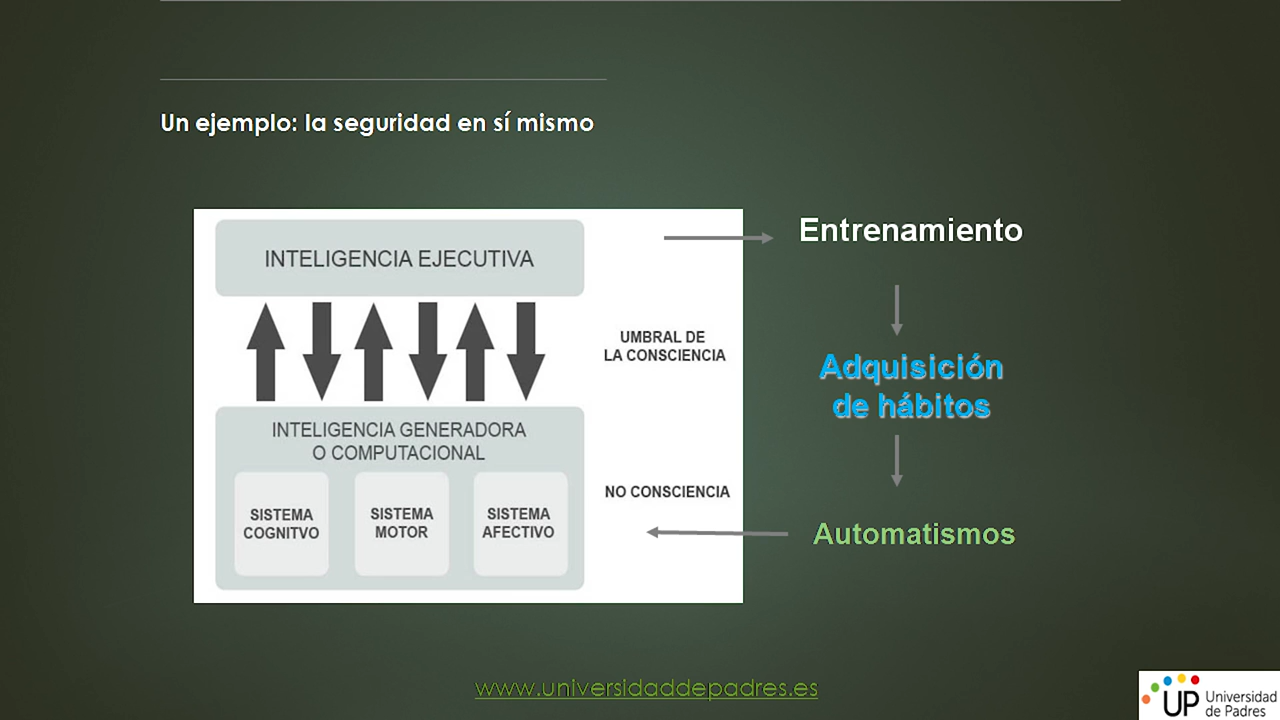 Un ejemplo: la seguridad en sí mismo
INTELIGENCIA EJECUTIVA
UMBRAL DE
LA CONSCIENCIA
INTELIGENCIA GENERADORA
O COMPUTACIONAL
SISTEMA
COGNITVO
SISTEMA
MOTOR
SISTEMA
AFECTIVO
NO CONSCIENCIA
Entrenamiento
Adquisición
de hábitos
Automatismos
www.universidaddepadres.es
UP Universidad
de Padres